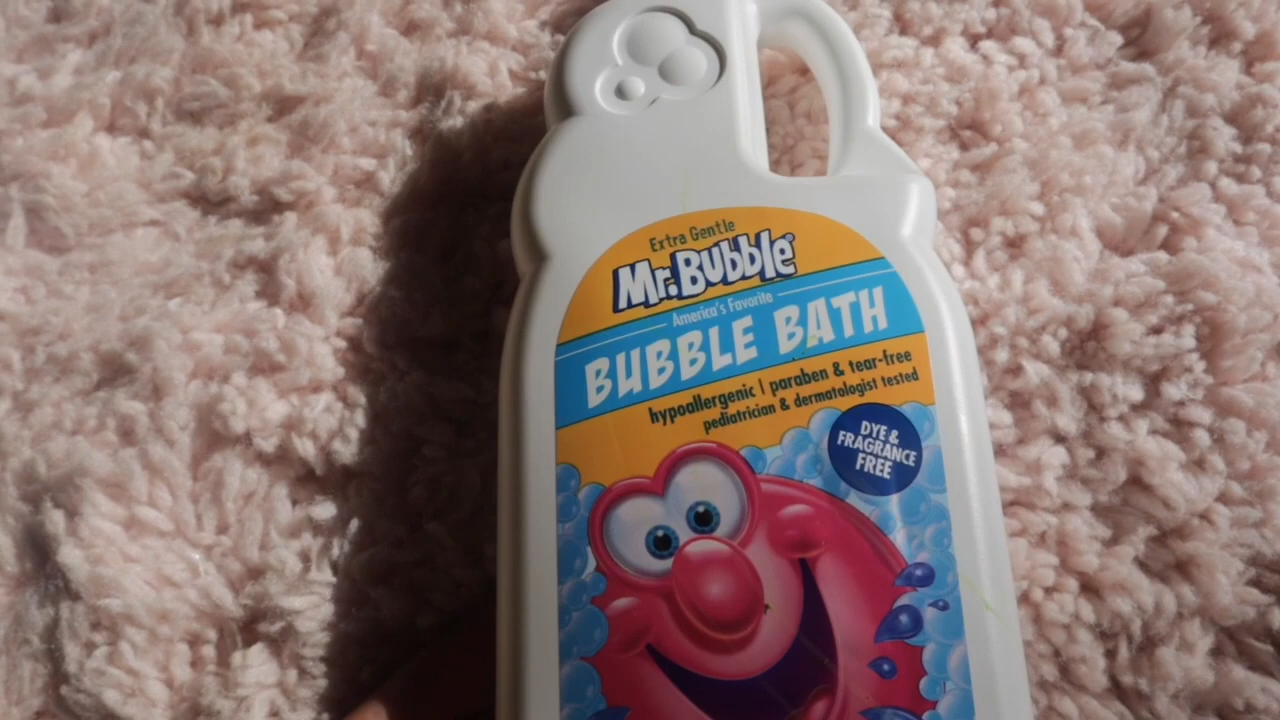 Extra Gentle
Mr. Bubble®
America's Favorite
BUBBLE BATH
hypoallergenic | paraben & tear-free
pediatrician & dermatologist tested
DYE &
FRAGRANCE
FREE